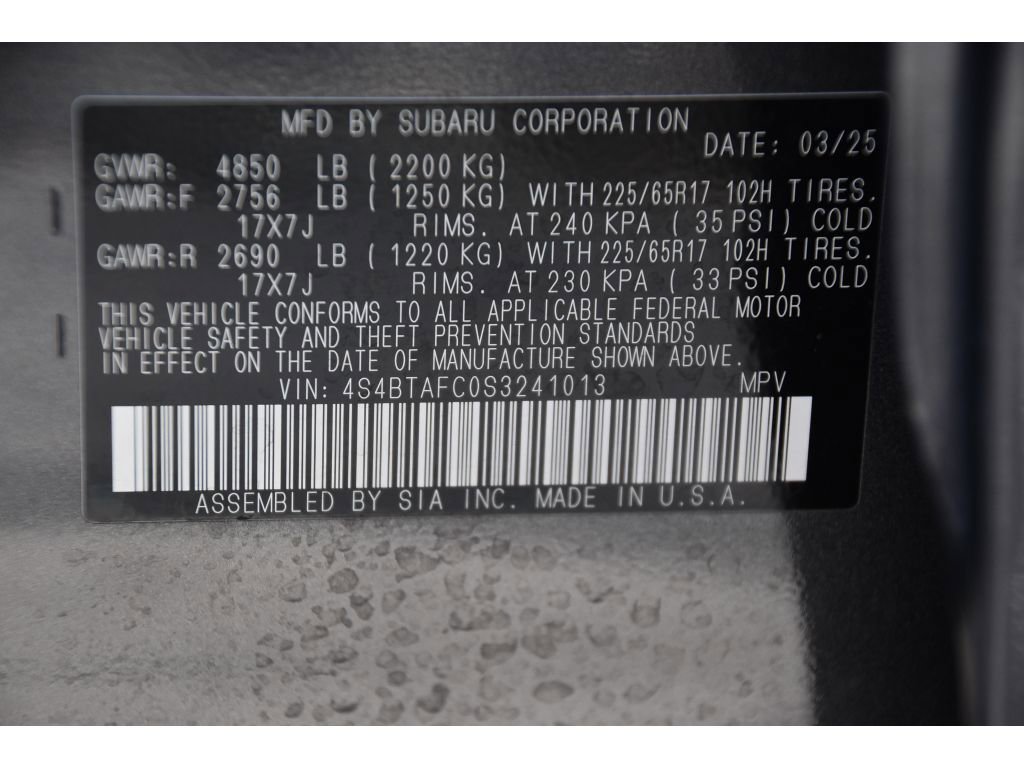 MFD BY SUBARU CORPORATION
DATE: 03/25
GVWR: 4850 LB (2200 KG)
GAWR:F 2756 LB (1250 KG) WITH 225/65R17 102H TIRES.
17X7J RIMS. AT 240 KPA (35 PSI) COLD
GAWR:R 2690 LB (1220 KG) WITH 225/65R17 102H TIRES.
17X7J RIMS. AT 230 KPA (33 PSI) COLD
THIS VEHICLE CONFORMS TO ALL APPLICABLE FEDERAL MOTOR
VEHICLE SAFETY AND THEFT PREVENTION STANDARDS
IN EFFECT ON THE DATE OF MANUFACTURE SHOWN ABOVE.
VIN: 4S4BTAFC0S3241013 MPV
ASSEMBLED BY SIA INC. MADE IN U.S.A.